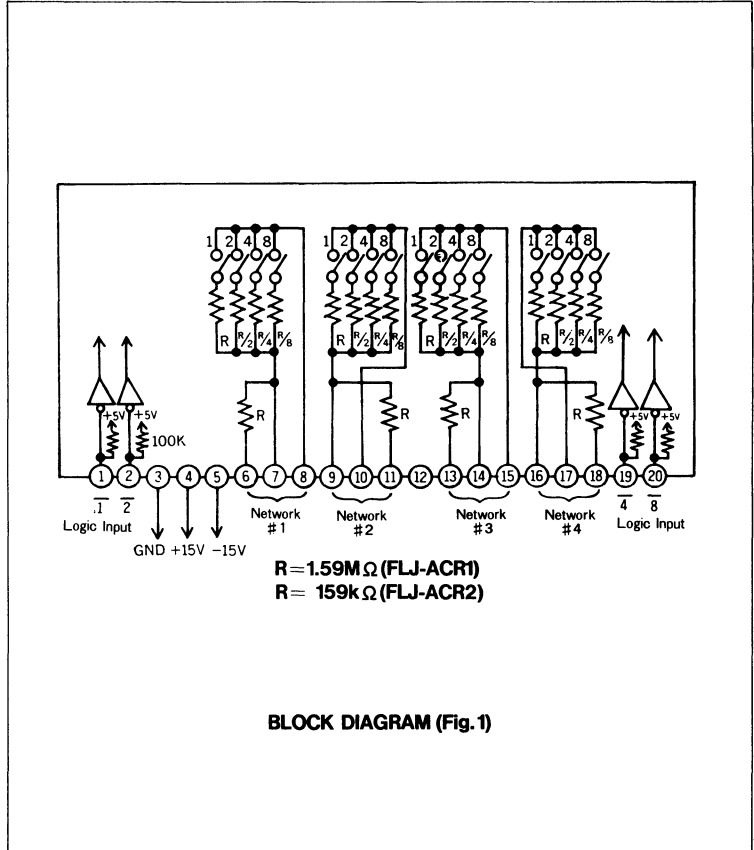 1 2 4 8 1 2 4 8 1 2 4 8 1 2 4 8
R R/2 R/4 R/8 R R/2 R/4 R/8 R R/2 R/4 R/8 R R/2 R/4 R/8
R R R R
+5V +5V 100K +5V +5V
1 2 3 4 5 6 7 8 9 10 11 12 13 14 15 16 17 18 19 20
1̅ 2̅ 4̅ 8̅
Logic Input Network #1 Network #2 Network #3 Network #4 Logic Input
GND +15V −15V
R=1.59MΩ(FLJ-ACR1)
R= 159kΩ(FLJ-ACR2)
BLOCK DIAGRAM (Fig.1)